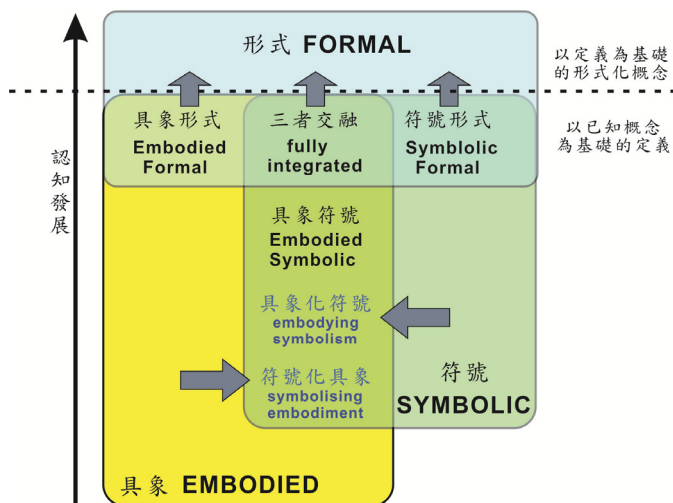 形式 FORMAL
以定義為基礎
的形式化概念
具象形式
Embodied
Formal
三者交融
fully
integrated
符號形式
Symblolic
Formal
以已知概念
為基礎的定義
認知發展
具象符號
Embodied
Symbolic
具象化符號
embodying
symbolism
符號化具象
symbolising
embodiment
符號
SYMBOLIC
具象 EMBODIED